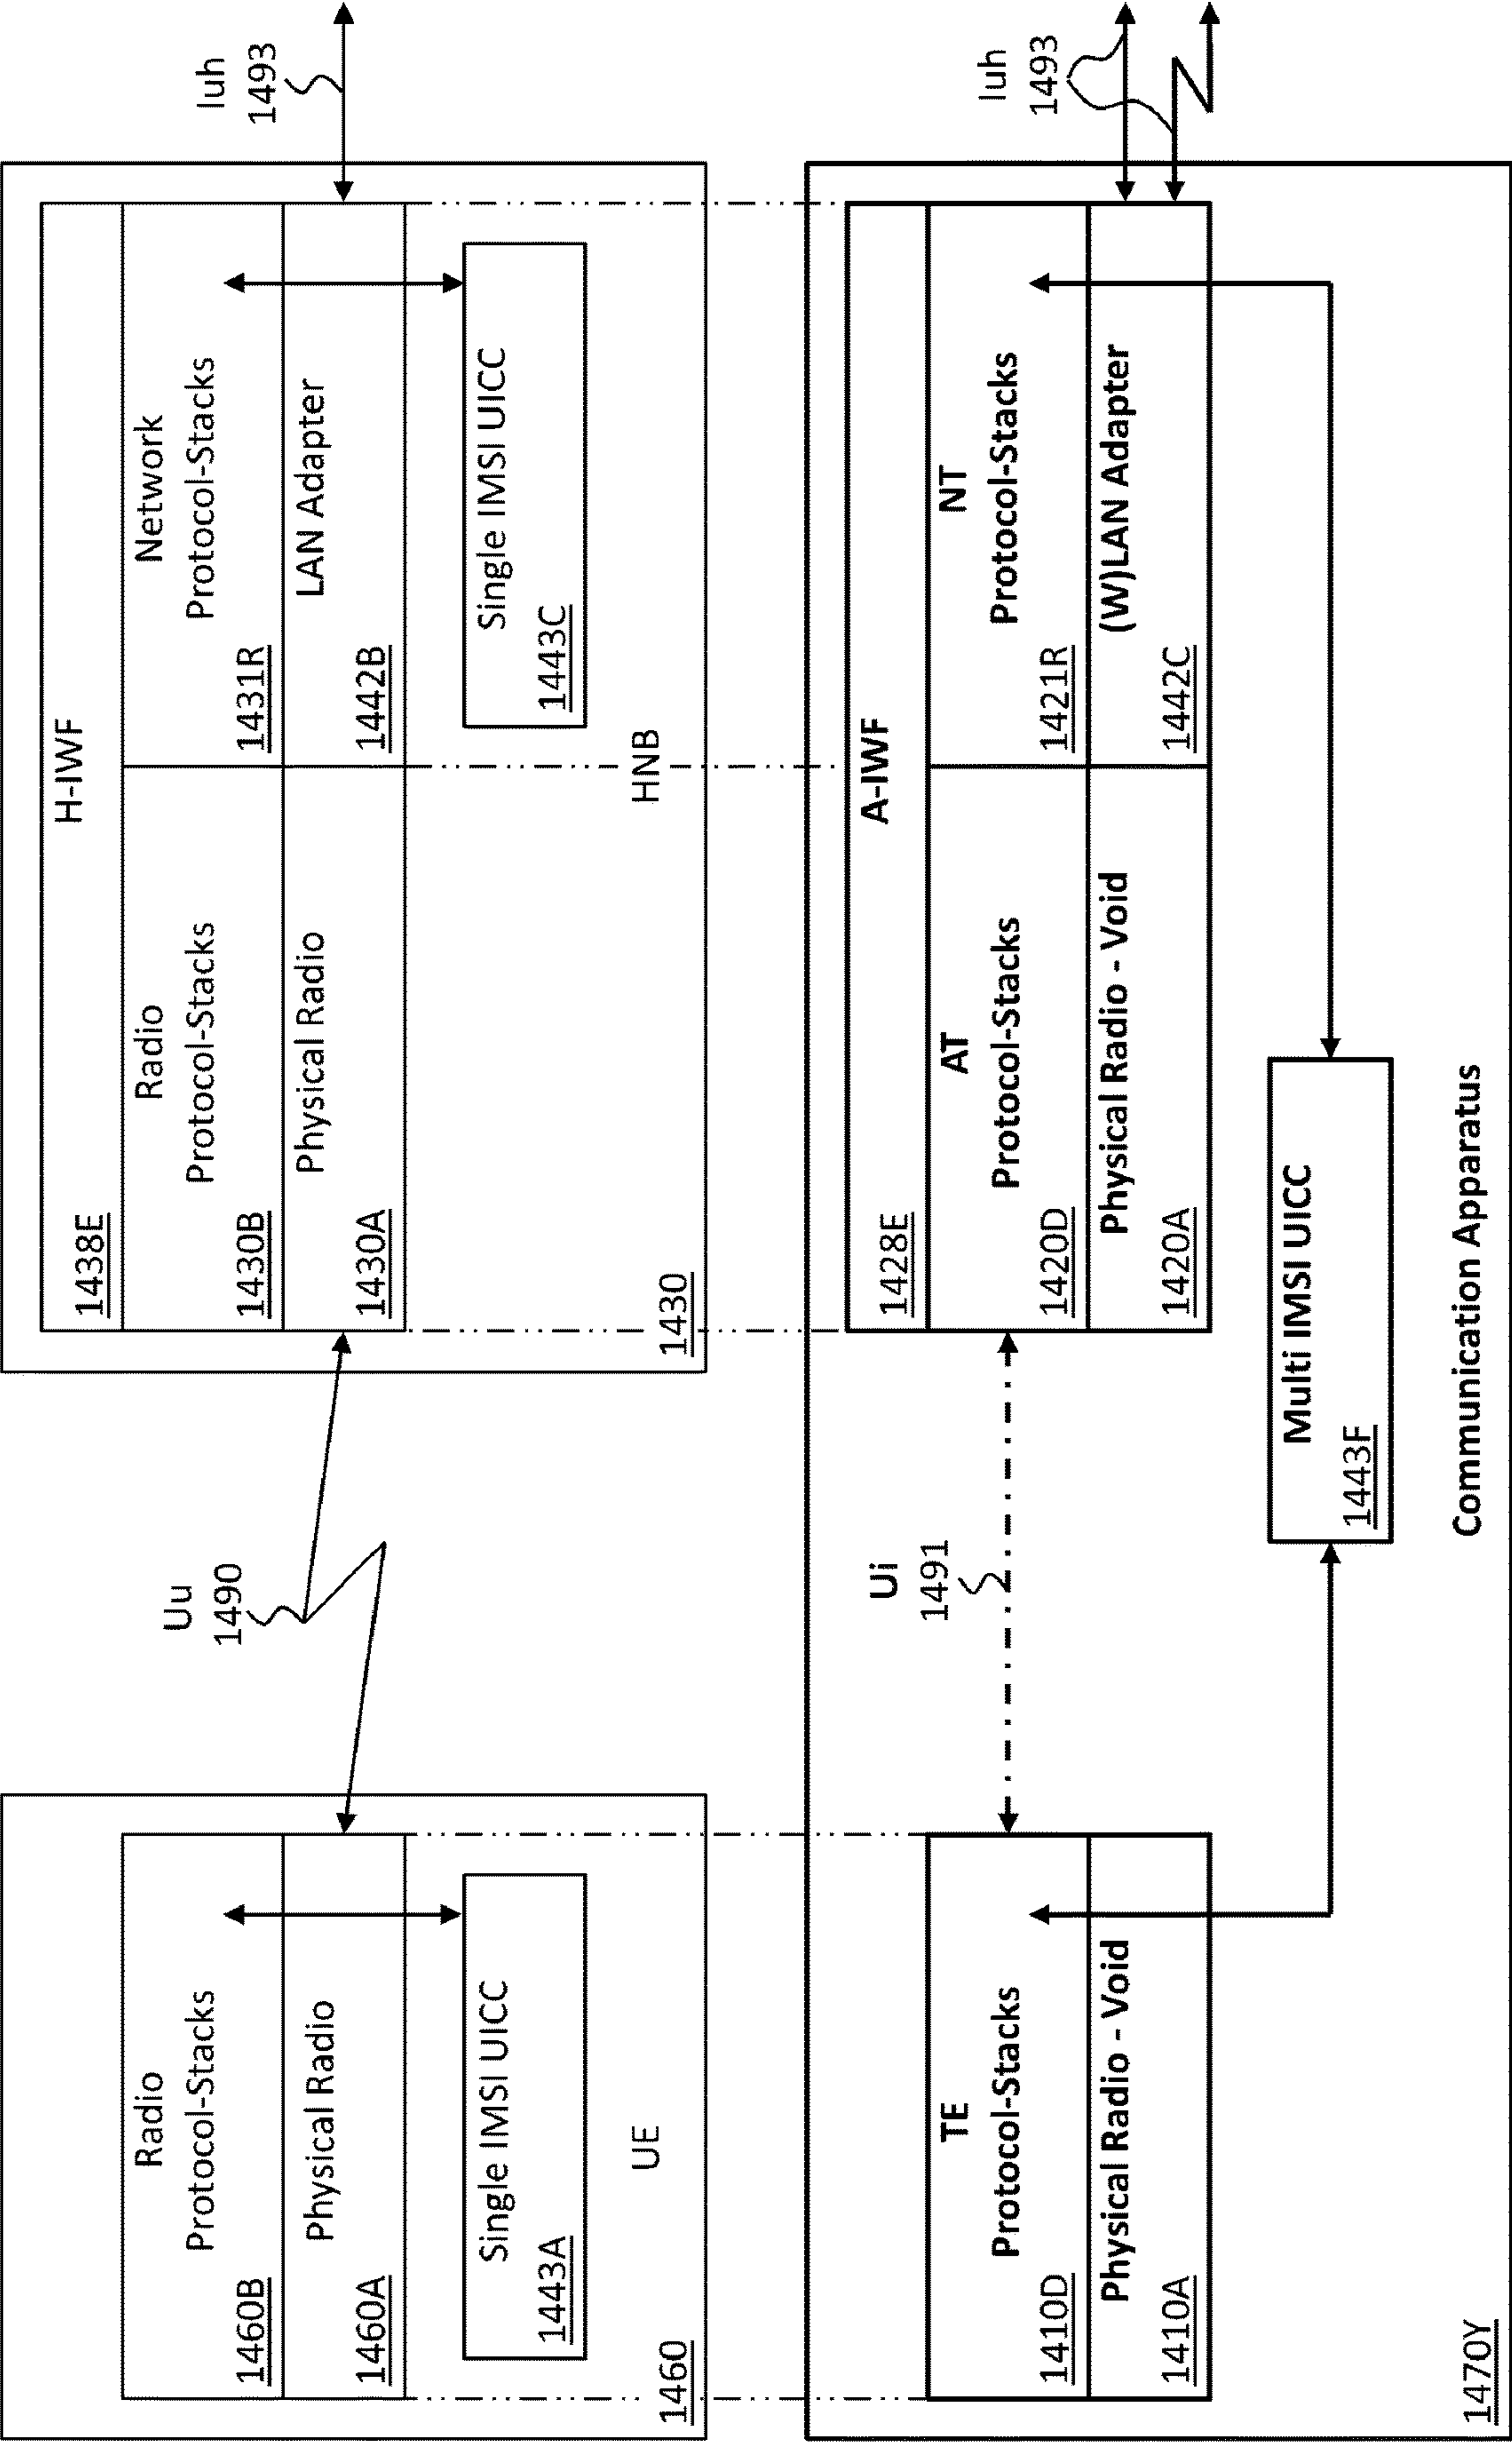 Radio
Protocol-Stacks
1460B
Physical Radio
1460A
Single IMSI UICC
1443A
UE
1460
Uu
1490
H-IWF
1438E
Radio
Protocol-Stacks
1430B
Physical Radio
1430A
Network
Protocol-Stacks
1431R
LAN Adapter
1442B
Single IMSI UICC
1443C
HNB
1430
Iuh
1493
TE
Protocol-Stacks
1410D
Physical Radio - Void
1410A
Ui
1491
A-IWF
1428E
AT
Protocol-Stacks
1420D
Physical Radio - Void
1420A
NT
Protocol-Stacks
1421R
(W)LAN Adapter
1442C
Iuh
1493
Multi IMSI UICC
1443F
Communication Apparatus
1470Y